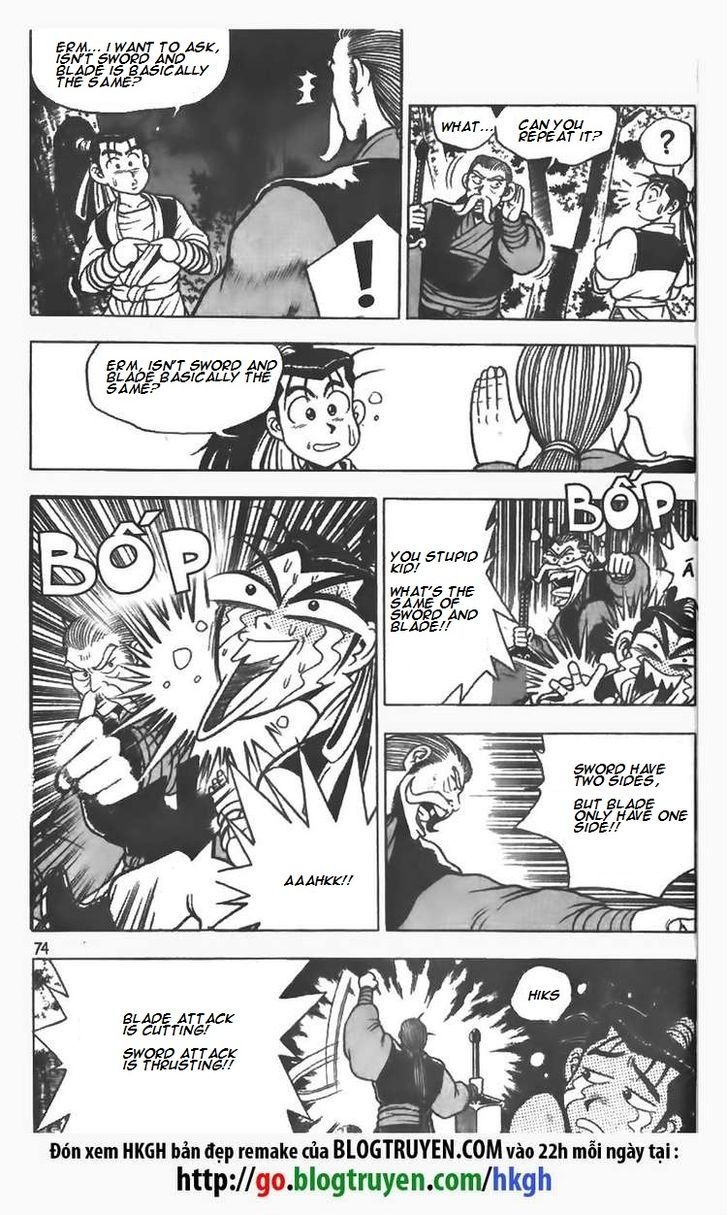 ERM... I WANT TO ASK,
ISN'T SWORD AND
BLADE IS BASICALLY
THE SAME?
!
WHAT...
CAN YOU
REPEAT IT?
?
ERM, ISN'T SWORD AND
BLADE BASICALLY THE
SAME?
BỐP
AAAHKK!!
BỐP
YOU STUPID
KID!
WHAT'S THE
SAME OF
SWORD AND
BLADE!!
Ã
SWORD HAVE
TWO SIDES,
BUT BLADE
ONLY HAVE ONE
SIDE!!
74
BLADE ATTACK
IS CUTTING!
SWORD ATTACK
IS THRUSTING!!
HIKS
Đón xem HKGH bản đẹp remake của BLOGTRUYEN.COM vào 22h mỗi ngày tại :
http://go.blogtruyen.com/hkgh